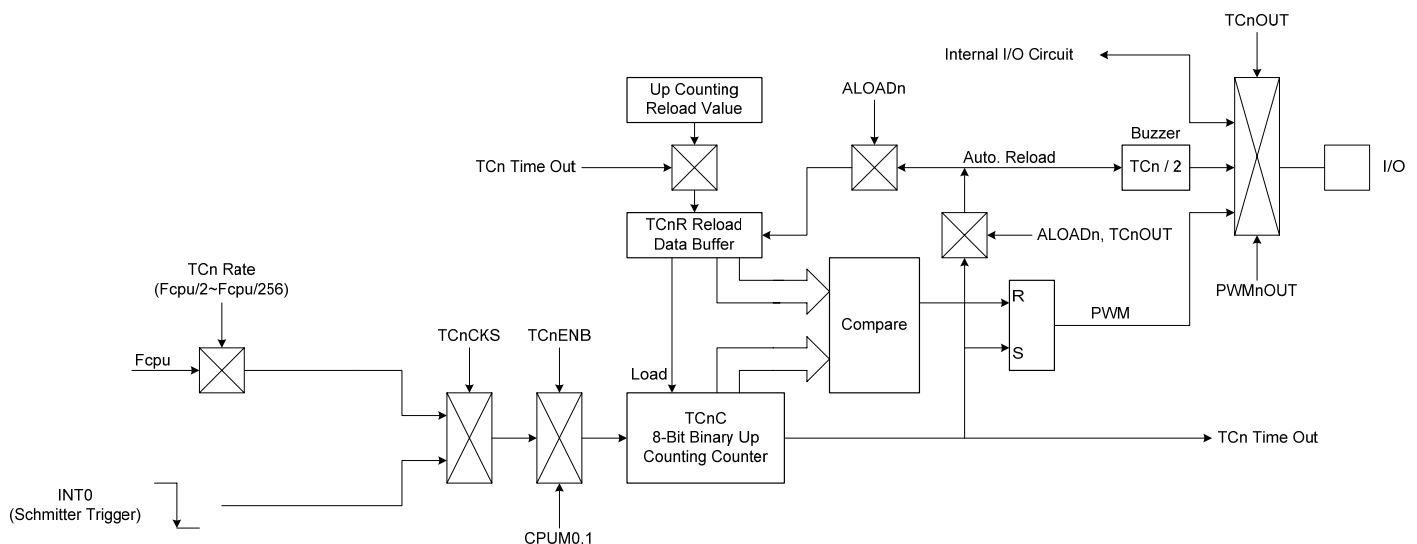 TCnOUT
Internal I/O Circuit
Up Counting
Reload Value
ALOADn
Buzzer
TCn Time Out
Auto. Reload
TCn / 2
I/O
TCnR Reload
Data Buffer
ALOADn, TCnOUT
TCn Rate
(Fcpu/2~Fcpu/256)
PWMnOUT
R
PWM
Compare
TCnCKS
TCnENB
S
Fcpu
Load
TCnC
8-Bit Binary Up
Counting Counter
TCn Time Out
INT0
(Schmitter Trigger)
CPUM0,1